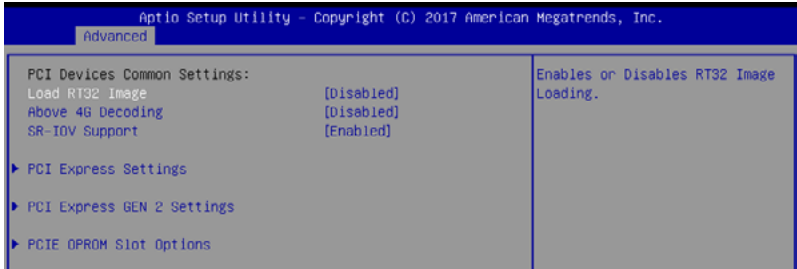 Aptio Setup Utility - Copyright (C) 2017 American Megatrends, Inc.
Advanced
PCI Devices Common Settings:
Load RT32 Image [Disabled]
Above 4G Decoding [Disabled]
SR-IOV Support [Enabled]
PCI Express Settings
PCI Express GEN 2 Settings
PCIE OPROM Slot Options
Enables or Disables RT32 Image
Loading.